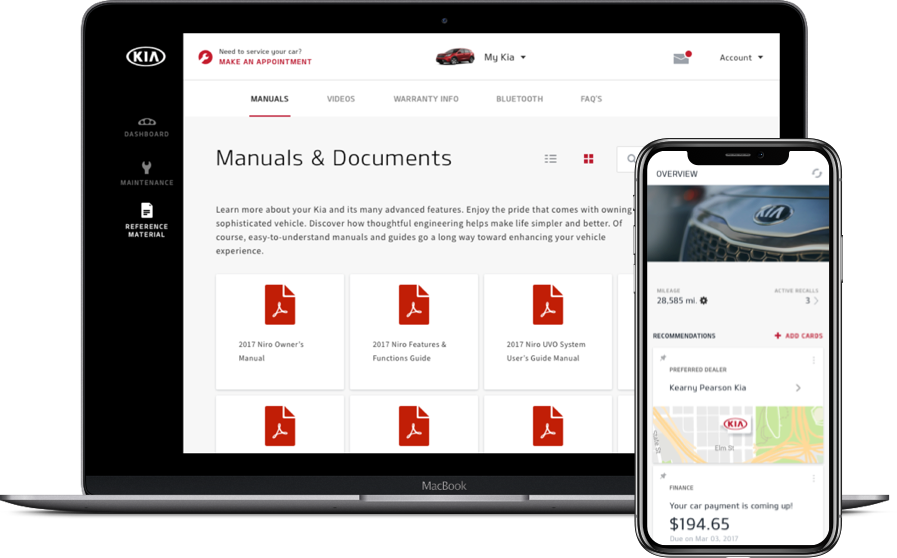 KIA
DASHBOARD
MAINTENANCE
REFERENCE
MATERIAL
Need to service your car?
MAKE AN APPOINTMENT
My Kia
Account
MANUALS
VIDEOS
WARRANTY INFO
BLUETOOTH
FAQ'S
Manuals & Documents
Learn more about your Kia and its many advanced features. Enjoy the pride that comes with owning
sophisticated vehicle. Discover how thoughtful engineering helps make life simpler and better. Of
course, easy-to-understand manuals and guides go a long way toward enhancing your vehicle
experience.
2017 Niro Owner's
Manual
2017 Niro Features &
Functions Guide
2017 Niro UVO System
User's Guide Manual
MacBook
OVERVIEW
KIA
MILEAGE
28,585 mi.
ACTIVE RECALLS
3
RECOMMENDATIONS
+ ADD CARDS
PREFERRED DEALER
Kearny Pearson Kia
KIA
Elm St
FINANCE
Your car payment is coming up!
$194.65
Due on Mar 03, 2017